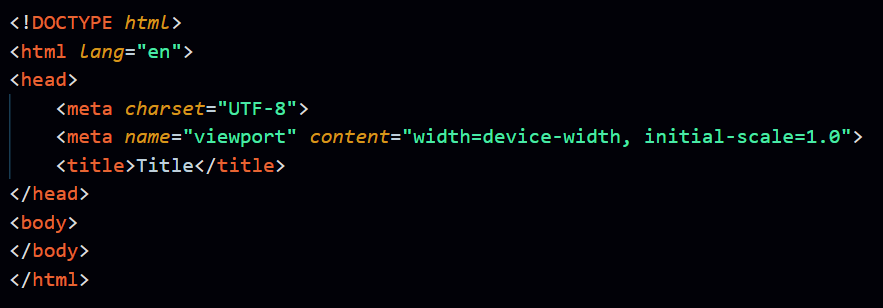 <!DOCTYPE html>
<html lang="en">
<head>
    <meta charset="UTF-8">
    <meta name="viewport" content="width=device-width, initial-scale=1.0">
    <title>Title</title>
</head>
<body>
</body>
</html>